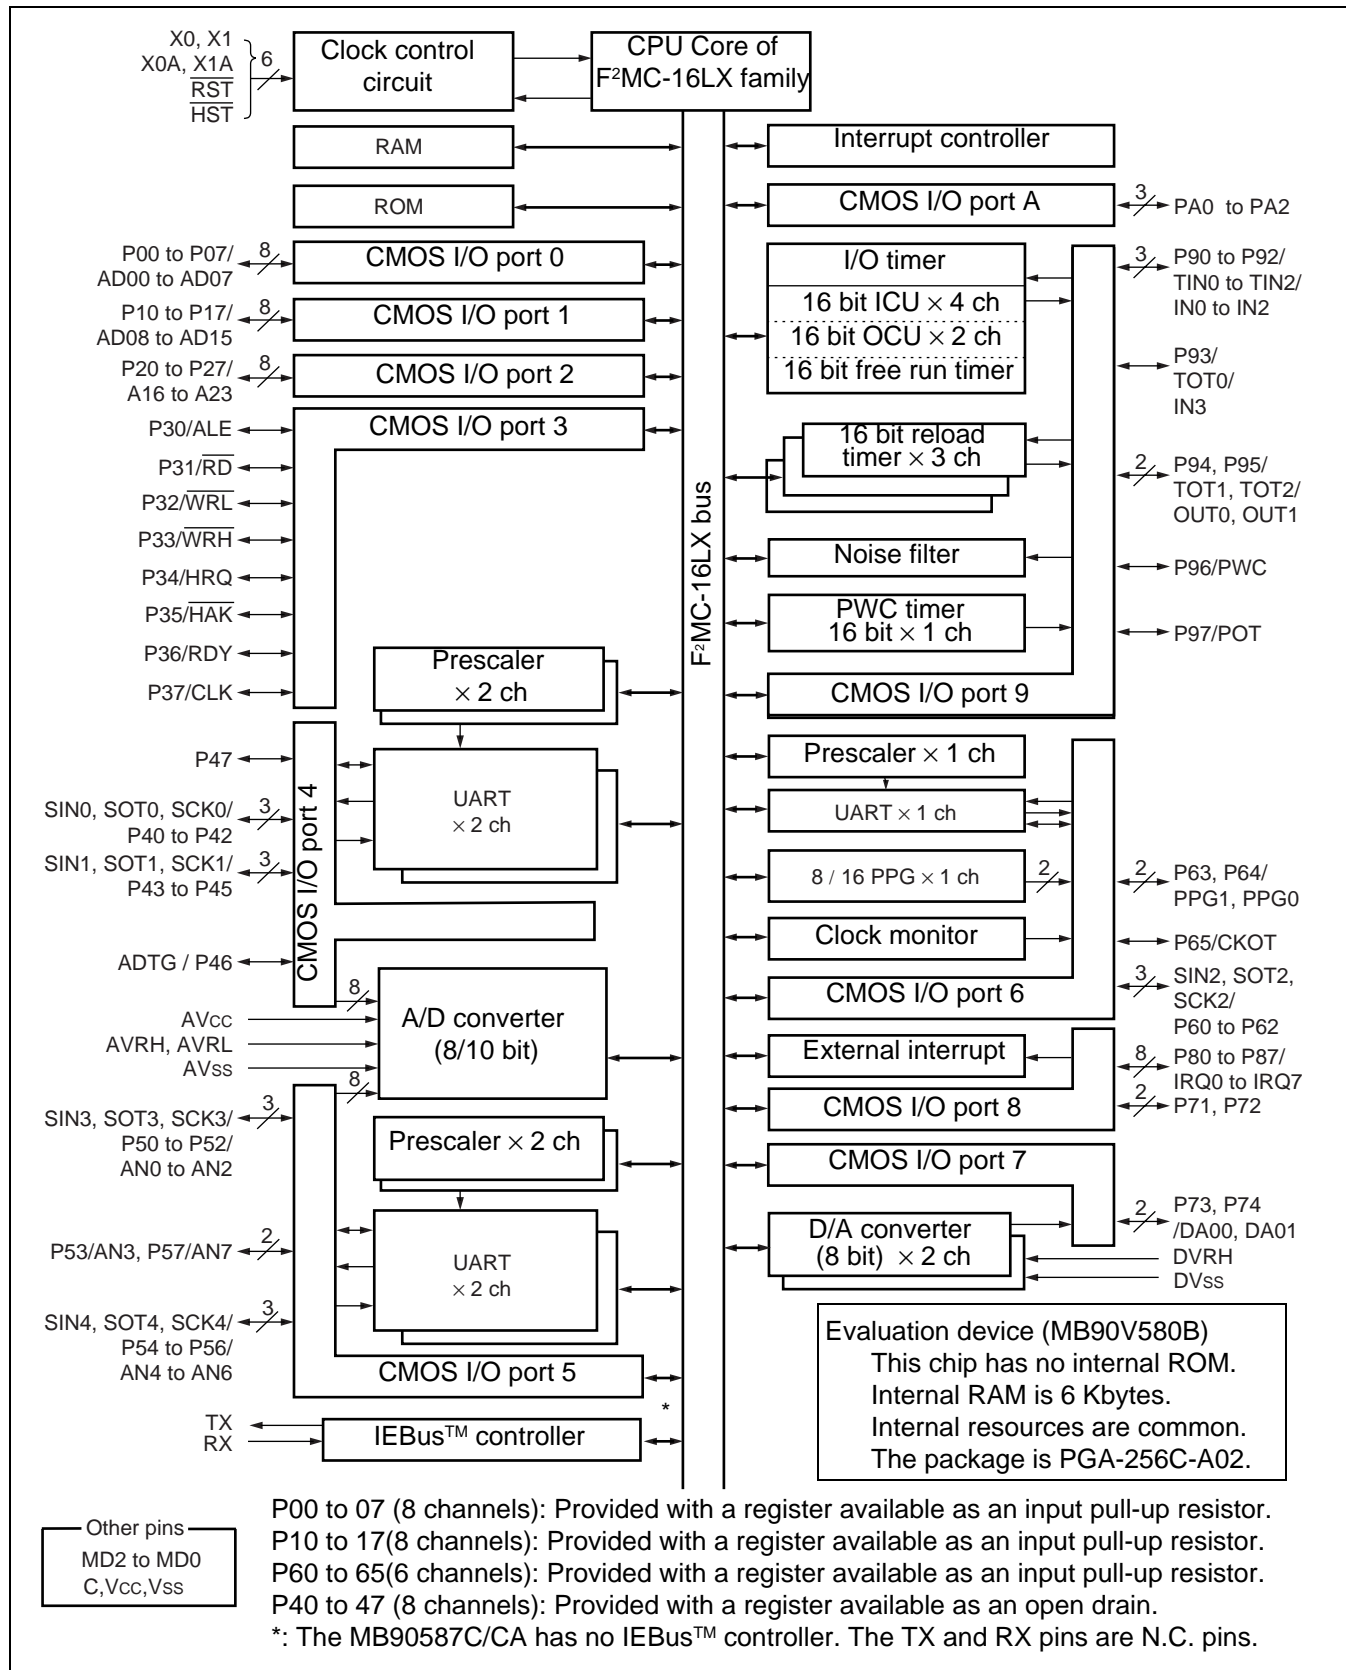 X0, X1
X0A, X1A
RST
HST
6
Clock control
circuit
CPU Core of
F²MC-16LX family
RAM
ROM
P00 to P07/
AD00 to AD07
8
CMOS I/O port 0
P10 to P17/
AD08 to AD15
8
CMOS I/O port 1
P20 to P27/
A16 to A23
8
CMOS I/O port 2
P30/ALE
CMOS I/O port 3
P31/RD
P32/WRL
P33/WRH
P34/HRQ
P35/HAK
P36/RDY
P37/CLK
Prescaler
× 2 ch
P47
SIN0, SOT0, SCK0/
P40 to P42
3
SIN1, SOT1, SCK1/
P43 to P45
3
ADTG / P46
CMOS I/O port 4
UART
× 2 ch
8
AVCC
AVRH, AVRL
AVSS
8
A/D converter
(8/10 bit)
SIN3, SOT3, SCK3/
P50 to P52/
AN0 to AN2
3
Prescaler × 2 ch
P53/AN3, P57/AN7
2
UART
× 2 ch
SIN4, SOT4, SCK4/
P54 to P56/
AN4 to AN6
3
CMOS I/O port 5
*
TX
RX
IEBus™ controller
F²MC-16LX bus
Interrupt controller
CMOS I/O port A
3
PA0 to PA2
I/O timer
16 bit ICU × 4 ch
16 bit OCU × 2 ch
16 bit free run timer
3
P90 to P92/
TIN0 to TIN2/
IN0 to IN2
P93/
TOT0/
IN3
16 bit reload
timer × 3 ch
2
P94, P95/
TOT1, TOT2/
OUT0, OUT1
Noise filter
P96/PWC
PWC timer
16 bit × 1 ch
P97/POT
CMOS I/O port 9
Prescaler × 1 ch
UART × 1 ch
8 / 16 PPG × 1 ch
2
2
P63, P64/
PPG1, PPG0
Clock monitor
P65/CKOT
CMOS I/O port 6
3
SIN2, SOT2,
SCK2/
P60 to P62
External interrupt
8
P80 to P87/
IRQ0 to IRQ7
CMOS I/O port 8
2
P71, P72
CMOS I/O port 7
D/A converter
(8 bit) × 2 ch
2
P73, P74
/DA00, DA01
DVRH
DVSS
Evaluation device (MB90V580B)
This chip has no internal ROM.
Internal RAM is 6 Kbytes.
Internal resources are common.
The package is PGA-256C-A02.
Other pins
MD2 to MD0
C,VCC,VSS
P00 to 07 (8 channels): Provided with a register available as an input pull-up resistor.
P10 to 17(8 channels): Provided with a register available as an input pull-up resistor.
P60 to 65(6 channels): Provided with a register available as an input pull-up resistor.
P40 to 47 (8 channels): Provided with a register available as an open drain.
*: The MB90587C/CA has no IEBus™ controller. The TX and RX pins are N.C. pins.